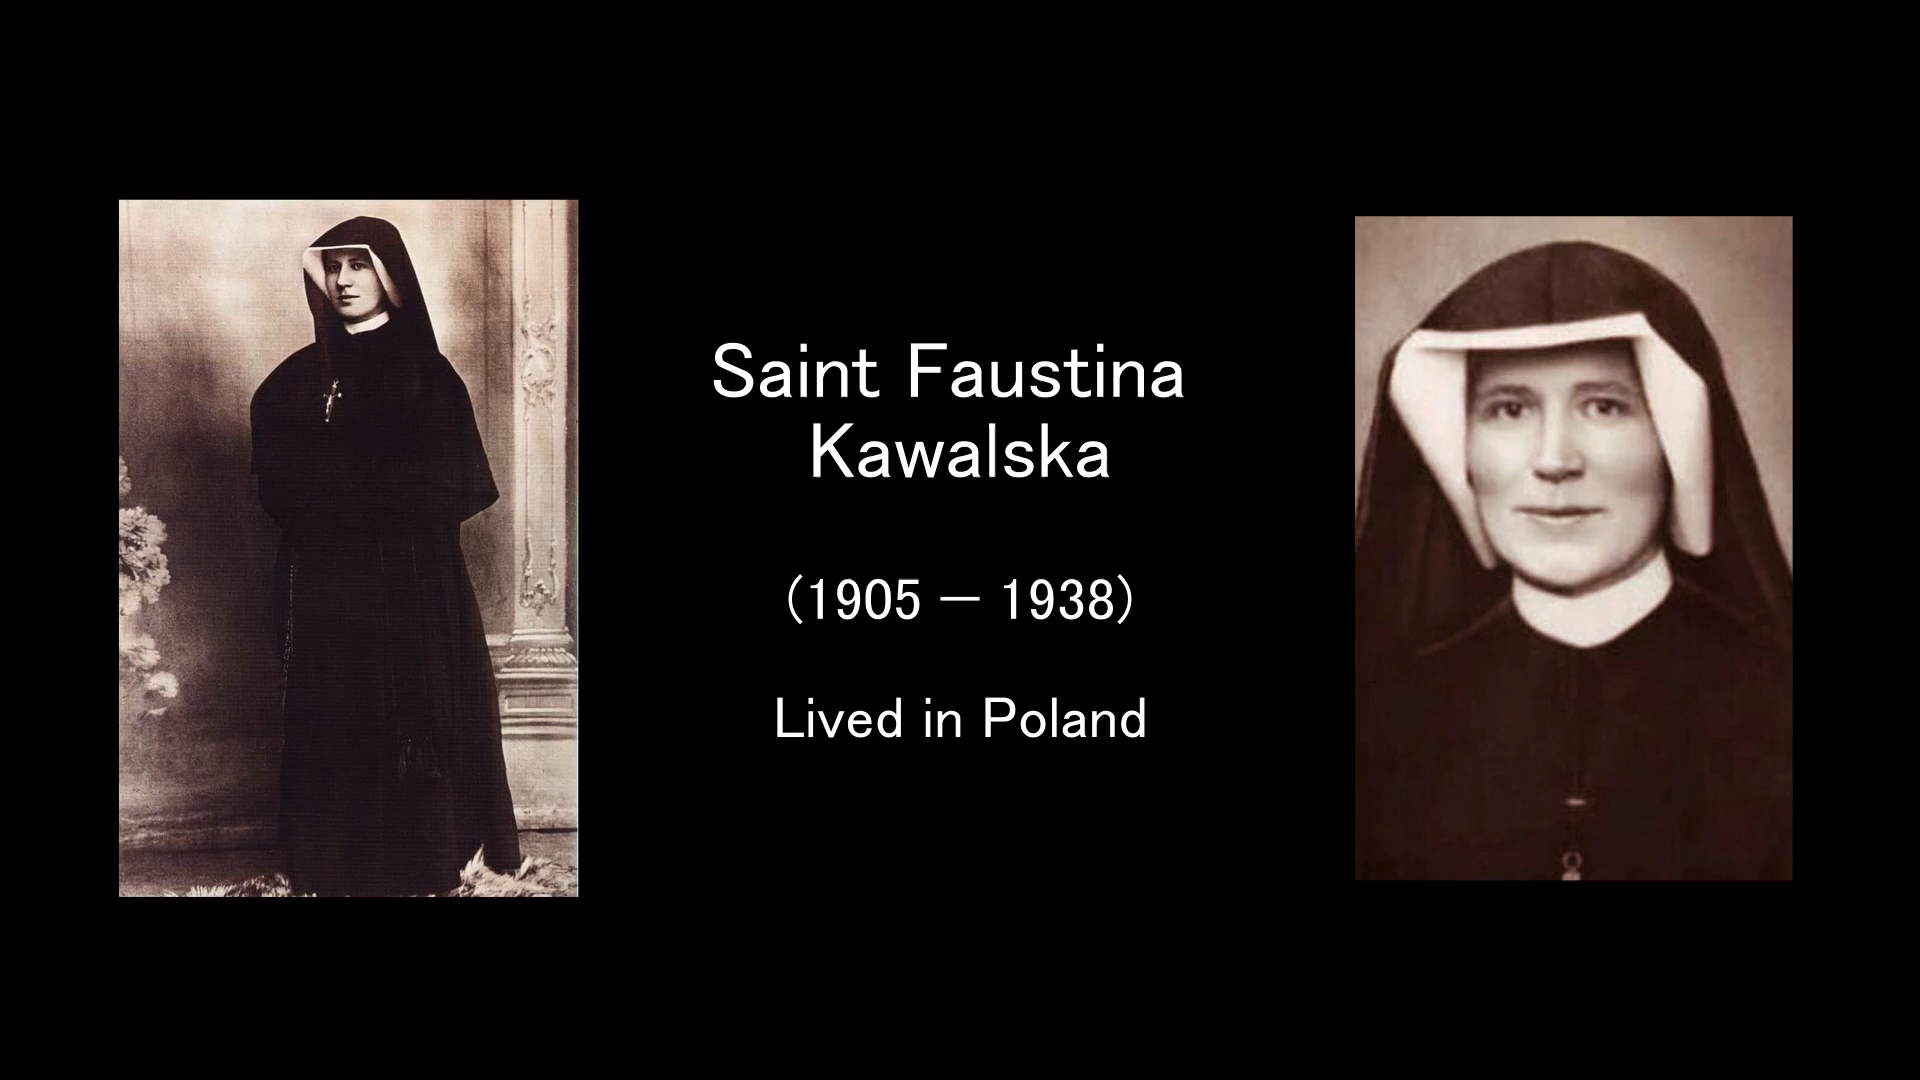 Saint Faustina
Kawalska
(1905 － 1938)
Lived in Poland